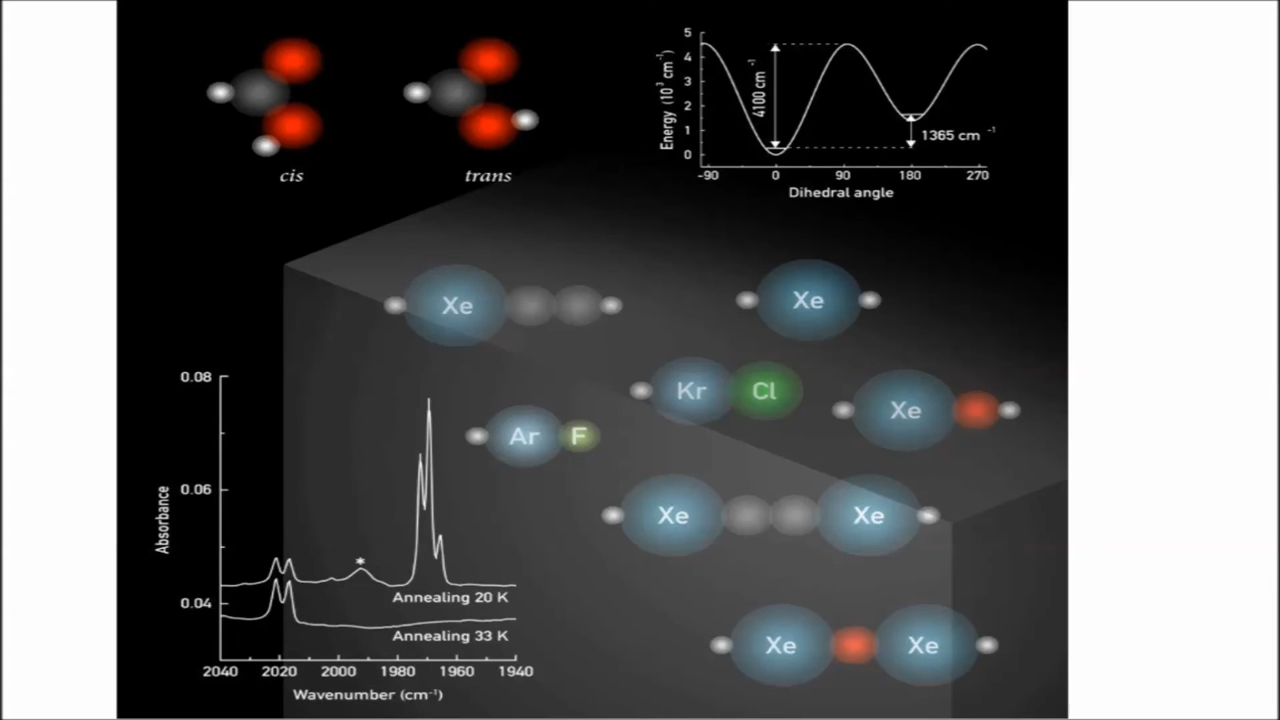 cis
trans
Energy (10³ cm⁻¹)
5
4
3
2
1
0
4100 cm⁻¹
1365 cm⁻¹
-90 0 90 180 270
Dihedral angle
Xe
Xe
Kr Cl
Xe
Ar F
Xe Xe
Xe Xe
Absorbance
0.08
0.06
0.04
*
Annealing 20 K
Annealing 33 K
2040 2020 2000 1980 1960 1940
Wavenumber (cm⁻¹)